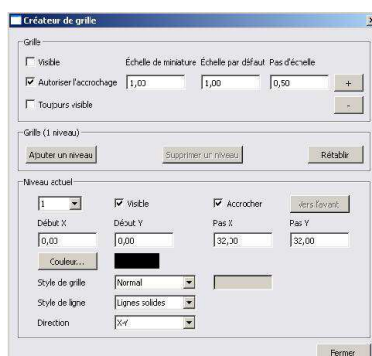 Créateur de grille
Grille
Visible Échelle de miniature Échelle par défaut Pas d'échelle
Autoriser l'accrochage 1,00 1,00 0,50 +
Toujours visible -
Grille (1 niveau)
Ajouter un niveau Supprimer un niveau Rétablir
Niveau actuel
1 Visible Accrocher Vers l'avant
Début X Début Y Pas X Pas Y
0,00 0,00 32,00 32,00
Couleur...
Style de grille Normal
Style de ligne Lignes solides
Direction X-Y
Fermer